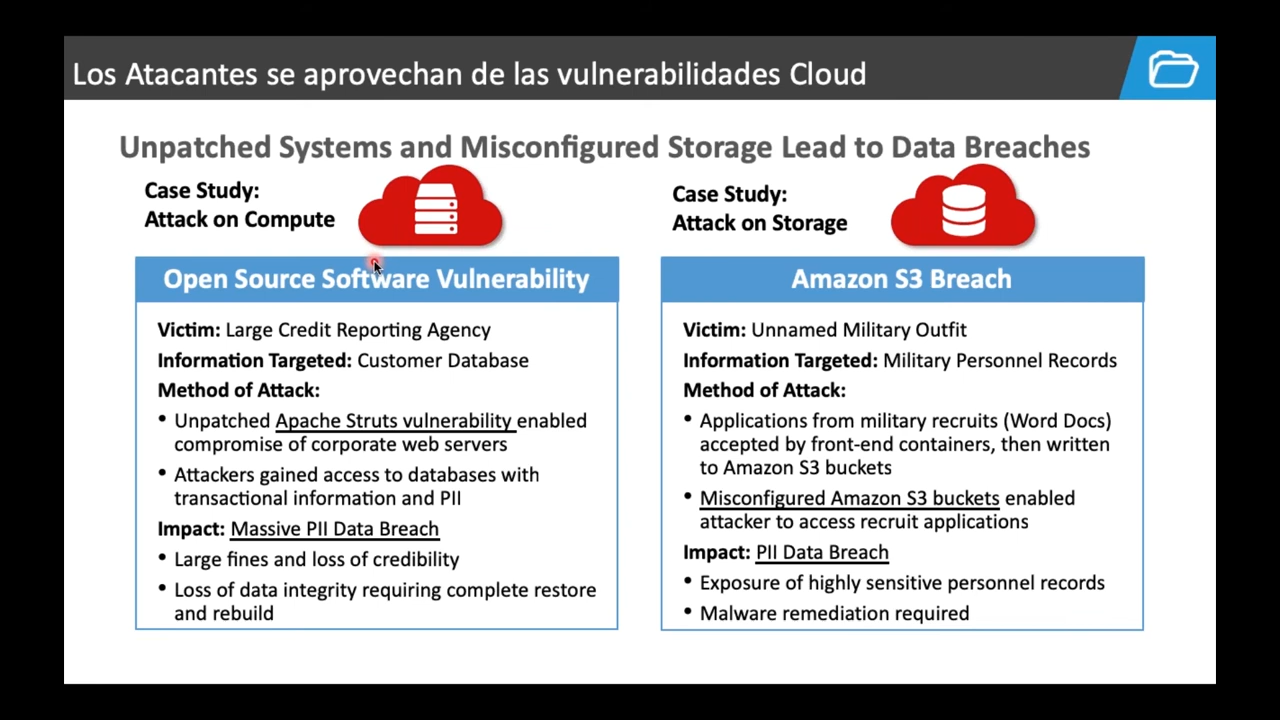 Los Atacantes se aprovechan de las vulnerabilidades Cloud
Unpatched Systems and Misconfigured Storage Lead to Data Breaches
Case Study:
Attack on Compute
Open Source Software Vulnerability
Victim: Large Credit Reporting Agency
Information Targeted: Customer Database
Method of Attack:
• Unpatched Apache Struts vulnerability enabled
compromise of corporate web servers
• Attackers gained access to databases with
transactional information and PII
Impact: Massive PII Data Breach
• Large fines and loss of credibility
• Loss of data integrity requiring complete restore
and rebuild
Case Study:
Attack on Storage
Amazon S3 Breach
Victim: Unnamed Military Outfit
Information Targeted: Military Personnel Records
Method of Attack:
• Applications from military recruits (Word Docs)
accepted by front-end containers, then written
to Amazon S3 buckets
• Misconfigured Amazon S3 buckets enabled
attacker to access recruit applications
Impact: PII Data Breach
• Exposure of highly sensitive personnel records
• Malware remediation required